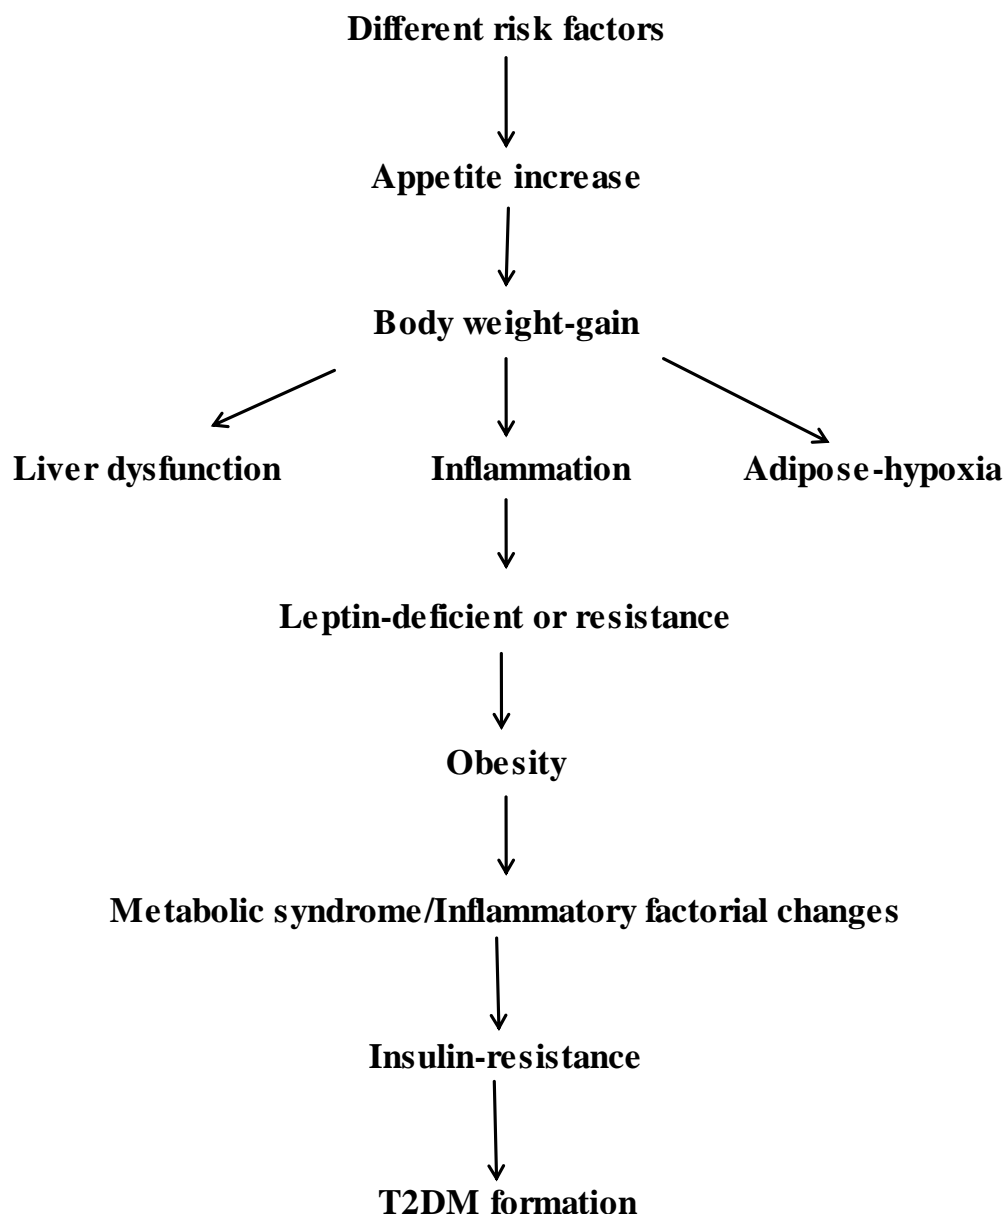 Different risk factors
Appetite increase
Body weight-gain
Liver dysfunction
Inflammation
Adipose-hypoxia
Leptin-deficient or resistance
Obesity
Metabolic syndrome/Inflammatory factorial changes
Insulin-resistance
T2DM formation